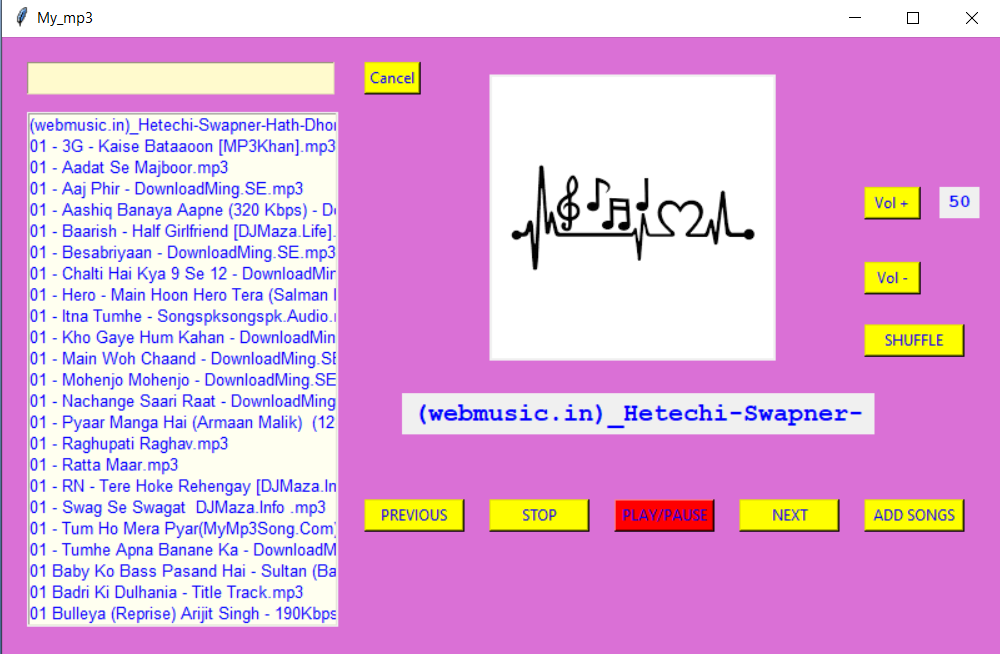 My_mp3
Cancel
(webmusic.in)_Hetechi-Swapner-Hath-Dhor
01 - 3G - Kaise Bataaoon [MP3Khan].mp3
01 - Aadat Se Majboor.mp3
01 - Aaj Phir - DownloadMing.SE.mp3
01 - Aashiq Banaya Aapne (320 Kbps) - Do
01 - Baarish - Half Girlfriend [DJMaza.Life].
01 - Besabriyaan - DownloadMing.SE.mp3
01 - Chalti Hai Kya 9 Se 12 - DownloadMin
01 - Hero - Main Hoon Hero Tera (Salman
01 - Itna Tumhe - Songspksongspk.Audio.
01 - Kho Gaye Hum Kahan - DownloadMin
01 - Main Woh Chaand - DownloadMing.SE
01 - Mohenjo Mohenjo - DownloadMing.SE
01 - Nachange Saari Raat - DownloadMing
01 - Pyaar Manga Hai (Armaan Malik) (12
01 - Raghupati Raghav.mp3
01 - Ratta Maar.mp3
01 - RN - Tere Hoke Rehengay [DJMaza.In
01 - Swag Se Swagat DJMaza.Info .mp3
01 - Tum Ho Mera Pyar(MyMp3Song.Com)
01 - Tumhe Apna Banane Ka - DownloadM
01 Baby Ko Bass Pasand Hai - Sultan (Ba
01 Badri Ki Dulhania - Title Track.mp3
01 Bulleya (Reprise) Arijit Singh - 190Kbps
Vol + 50
Vol -
SHUFFLE
(webmusic.in)_Hetechi-Swapner-
PREVIOUS STOP PLAY/PAUSE NEXT ADD SONGS